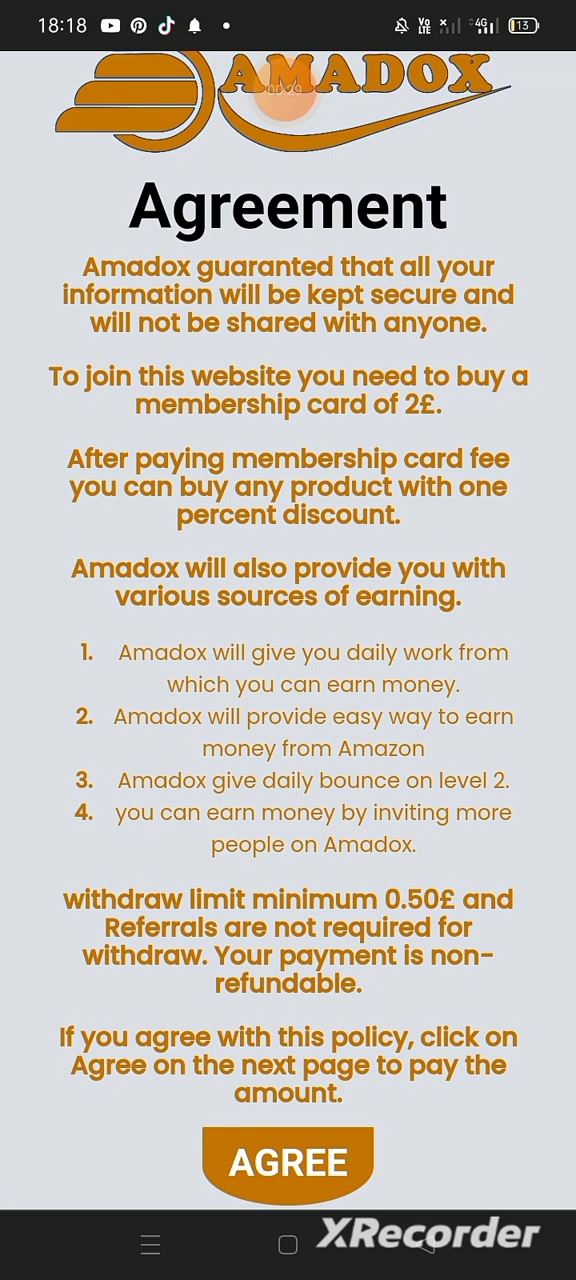 18:18 Vo LTE 4G 13
AMADOX
00:29
Agreement
Amadox guaranted that all your
information will be kept secure and
will not be shared with anyone.
To join this website you need to buy a
membership card of 2£.
After paying membership card fee
you can buy any product with one
percent discount.
Amadox will also provide you with
various sources of earning.
1. Amadox will give you daily work from
which you can earn money.
2. Amadox will provide easy way to earn
money from Amazon
3. Amadox give daily bounce on level 2.
4. you can earn money by inviting more
people on Amadox.
withdraw limit minimum 0.50£ and
Referrals are not required for
withdraw. Your payment is non-
refundable.
If you agree with this policy, click on
Agree on the next page to pay the
amount.
AGREE
XRecorder